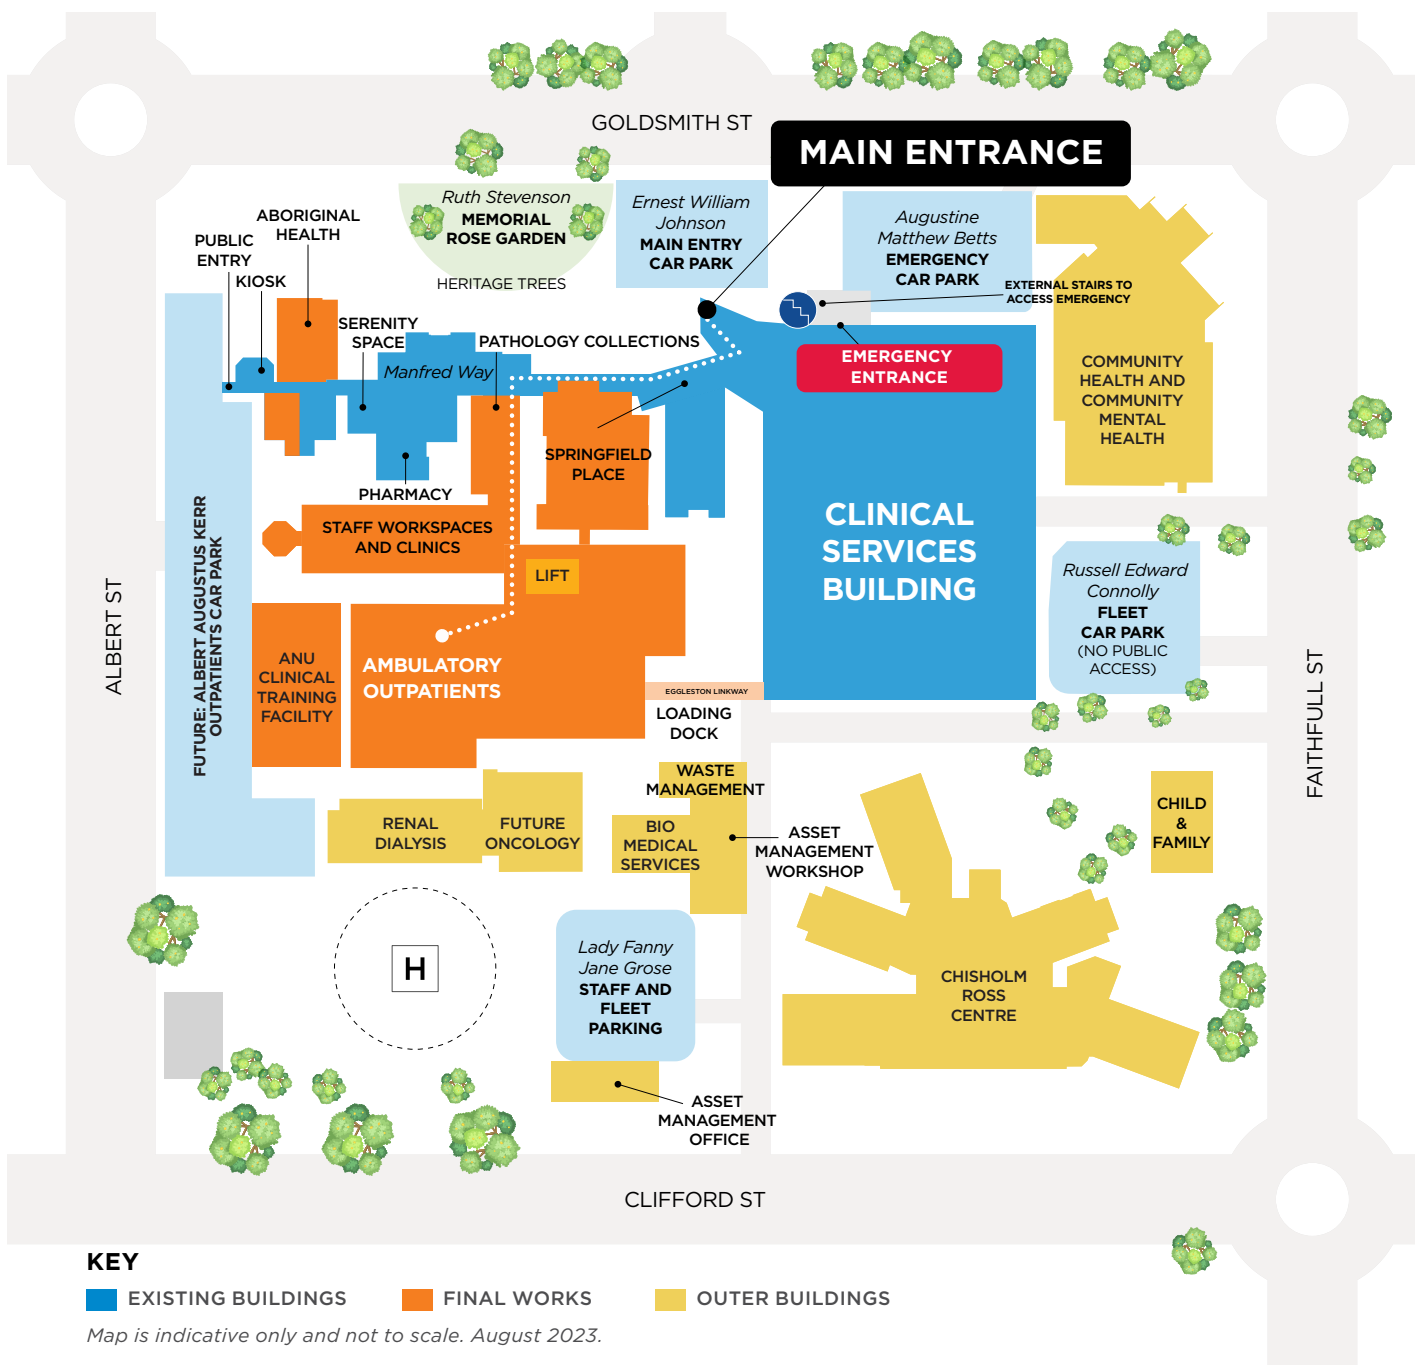 GOLDSMITH ST
MAIN ENTRANCE
Ruth Stevenson
MEMORIAL
ROSE GARDEN
HERITAGE TREES
Ernest William
Johnson
MAIN ENTRY
CAR PARK
Augustine
Matthew Betts
EMERGENCY
CAR PARK
EXTERNAL STAIRS TO
ACCESS EMERGENCY
ABORIGINAL
HEALTH
PUBLIC
ENTRY
KIOSK
SERENITY
SPACE
Manfred Way
PATHOLOGY COLLECTIONS
EMERGENCY
ENTRANCE
COMMUNITY
HEALTH AND
COMMUNITY
MENTAL
HEALTH
SPRINGFIELD
PLACE
PHARMACY
STAFF WORKSPACES
AND CLINICS
CLINICAL
SERVICES
BUILDING
LIFT
FUTURE: ALBERT AUGUSTUS KERR
OUTPATIENTS CAR PARK
ALBERT ST
Russell Edward
Connolly
FLEET
CAR PARK
(NO PUBLIC
ACCESS)
FAITHFULL ST
ANU
CLINICAL
TRAINING
FACILITY
AMBULATORY
OUTPATIENTS
EGGLESTON LINKWAY
LOADING
DOCK
WASTE
MANAGEMENT
RENAL
DIALYSIS
FUTURE
ONCOLOGY
BIO
MEDICAL
SERVICES
ASSET
MANAGEMENT
WORKSHOP
CHILD
&
FAMILY
H
Lady Fanny
Jane Grose
STAFF AND
FLEET
PARKING
CHISHOLM
ROSS
CENTRE
ASSET
MANAGEMENT
OFFICE
CLIFFORD ST
KEY
EXISTING BUILDINGS
FINAL WORKS
OUTER BUILDINGS
Map is indicative only and not to scale. August 2023.